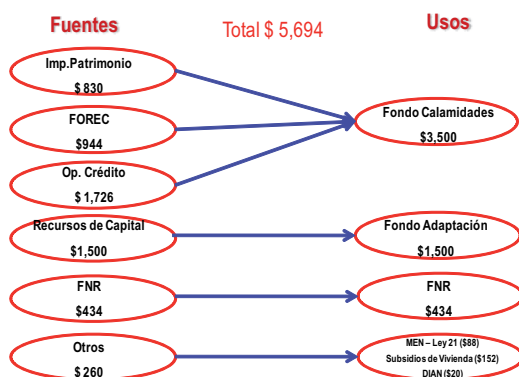 Fuentes
Total $ 5,694
Usos
Imp.Patrimonio
$ 830
FOREC
$944
Op. Crédito
$ 1,726
Recursos de Capital
$1,500
FNR
$434
Otros
$ 260
Fondo Calamidades
$3,500
Fondo Adaptación
$1,500
FNR
$434
MEN – Ley 21 ($88)
Subsidios de Vivienda ($152)
DIAN ($20)